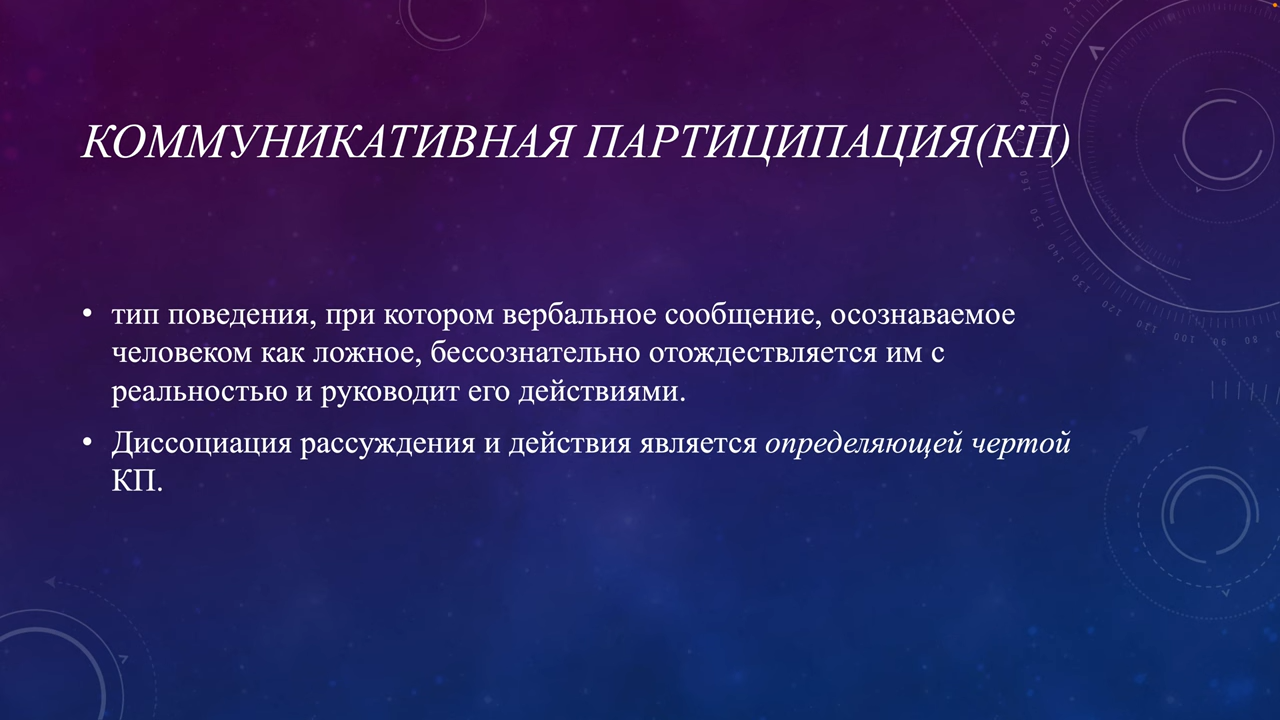 КОММУНИКАТИВНАЯ ПАРТИЦИПАЦИЯ(КП)
• тип поведения, при котором вербальное сообщение, осознаваемое
человеком как ложное, бессознательно отождествляется им с
реальностью и руководит его действиями.
• Диссоциация рассуждения и действия является определяющей чертой
КП.